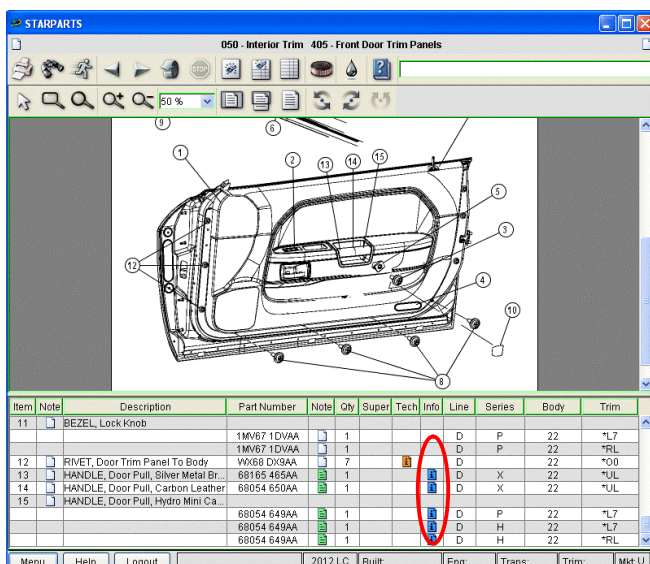 STARPARTS
050 - Interior Trim 405 - Front Door Trim Panels
STOP
?
50 %
9
6
1
2
13
14
15
5
3
12
4
10
8
Item Note Description Part Number Note Qty Super Tech Info Line Series Body Trim
11 BEZEL, Lock Knob
1MV67 1DVAA 1 D P 22 *L7
1MV67 1DVAA 1 D P 22 *RL
12 RIVET, Door Trim Panel To Body WX68 DX9AA 7 D 22 *O0
13 HANDLE, Door Pull, Silver Metal Br... 68165 465AA 1 D X 22 *UL
14 HANDLE, Door Pull, Carbon Leather 68054 650AA 1 D X 22 *UL
15 HANDLE, Door Pull, Hydro Mini Ca...
68054 649AA 1 D P 22 *L7
68054 649AA 1 D H 22 *L7
68054 649AA 1 D H 22 *RL
Menu Help Logout 2012 LC Built: Eng: Trans: Trim: Mkt: U